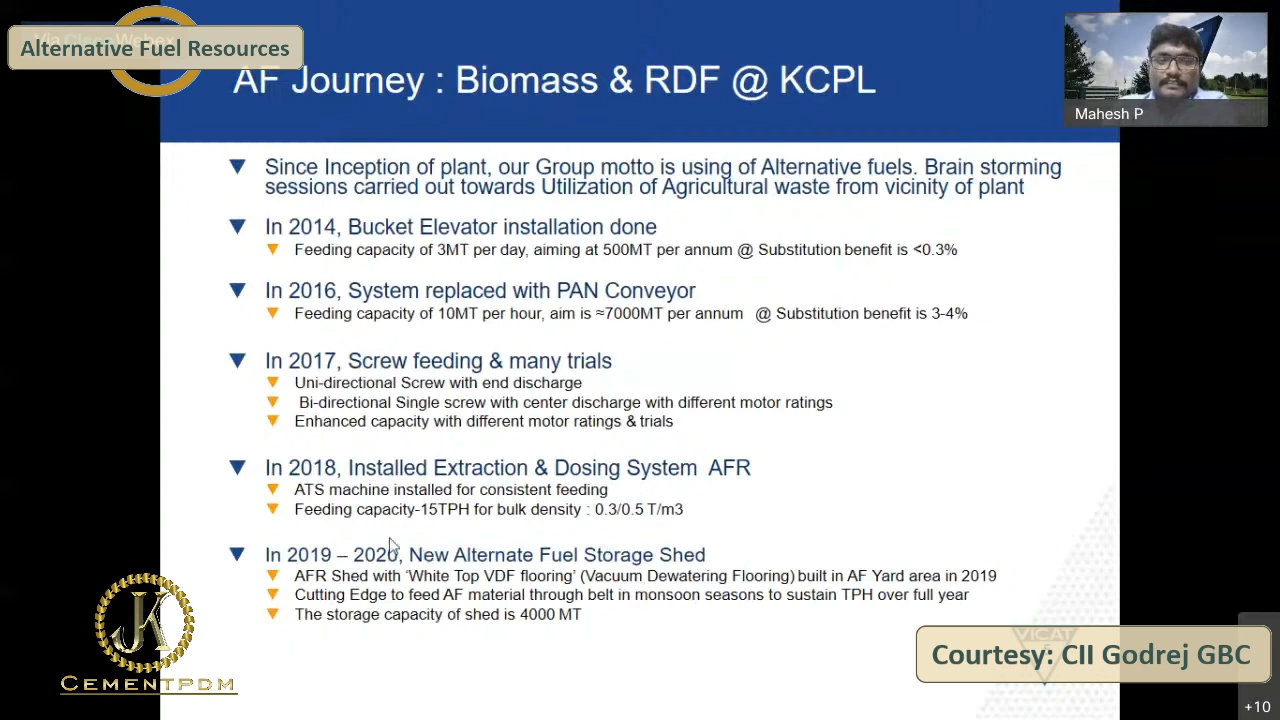 Alternative Fuel Resources
AF Journey : Biomass & RDF @ KCPL
Mahesh P
Since Inception of plant, our Group motto is using of Alternative fuels. Brain storming
sessions carried out towards Utilization of Agricultural waste from vicinity of plant
In 2014, Bucket Elevator installation done
Feeding capacity of 3MT per day, aiming at 500MT per annum @ Substitution benefit is <0.3%
In 2016, System replaced with PAN Conveyor
Feeding capacity of 10MT per hour, aim is ≈7000MT per annum @ Substitution benefit is 3-4%
In 2017, Screw feeding & many trials
Uni-directional Screw with end discharge
Bi-directional Single screw with center discharge with different motor ratings
Enhanced capacity with different motor ratings & trials
In 2018, Installed Extraction & Dosing System AFR
ATS machine installed for consistent feeding
Feeding capacity-15TPH for bulk density : 0.3/0.5 T/m3
In 2019 – 2020, New Alternate Fuel Storage Shed
AFR Shed with ‘White Top VDF flooring’ (Vacuum Dewatering Flooring) built in AF Yard area in 2019
Cutting Edge to feed AF material through belt in monsoon seasons to sustain TPH over full year
The storage capacity of shed is 4000 MT
JK
CEMENTPDM
VICAT
Courtesy: CII Godrej GBC
+10